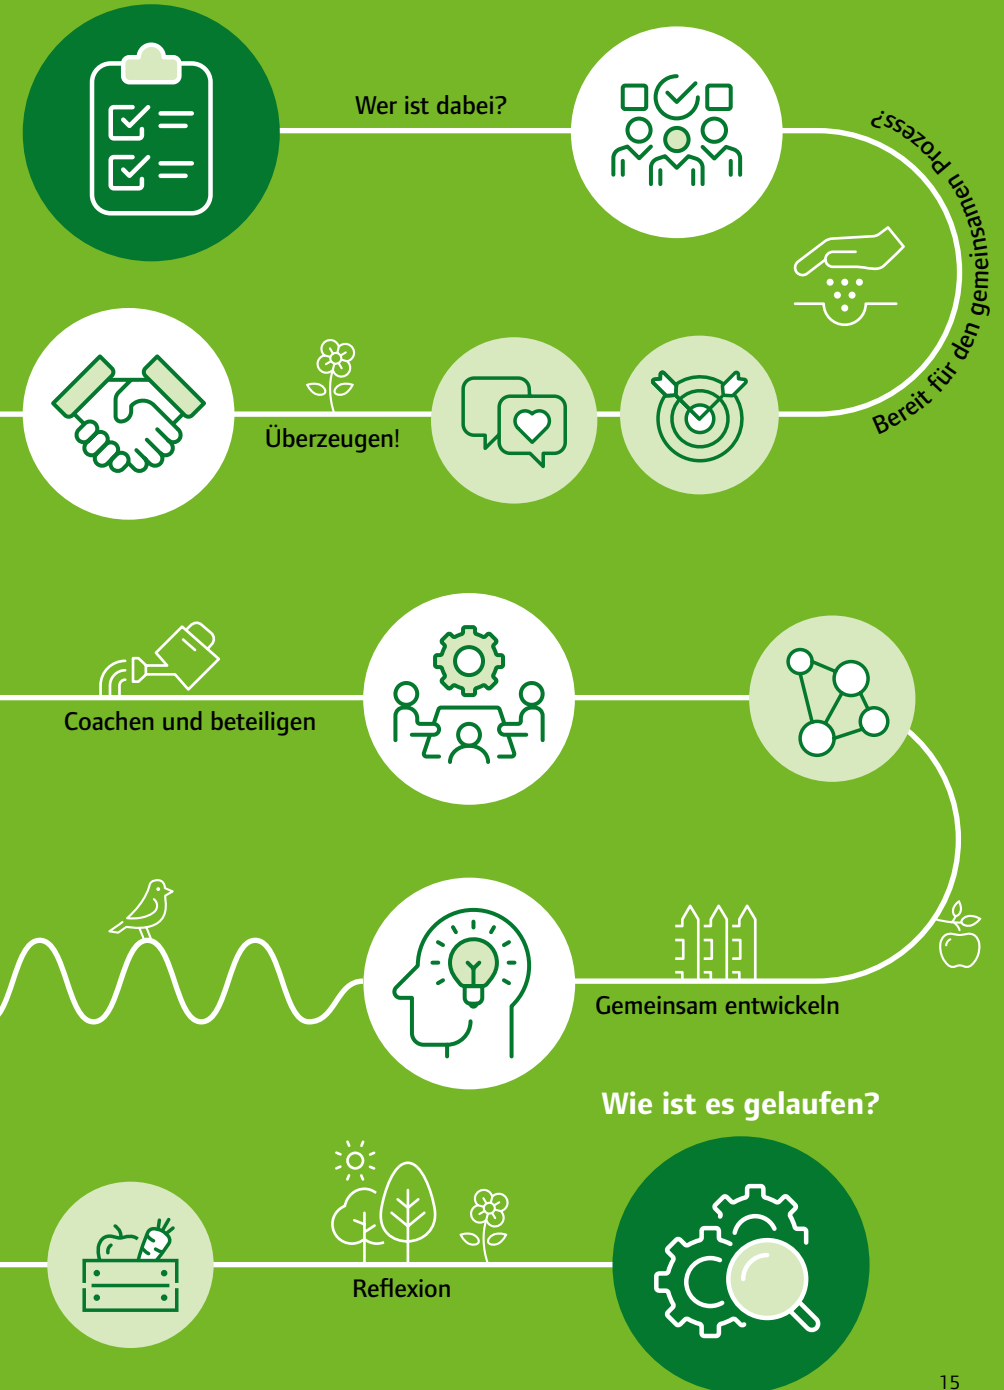 Wer ist dabei?
Bereit für den gemeinsamen Prozess?
Überzeugen!
Coachen und beteiligen
Gemeinsam entwickeln
Wie ist es gelaufen?
Reflexion
15